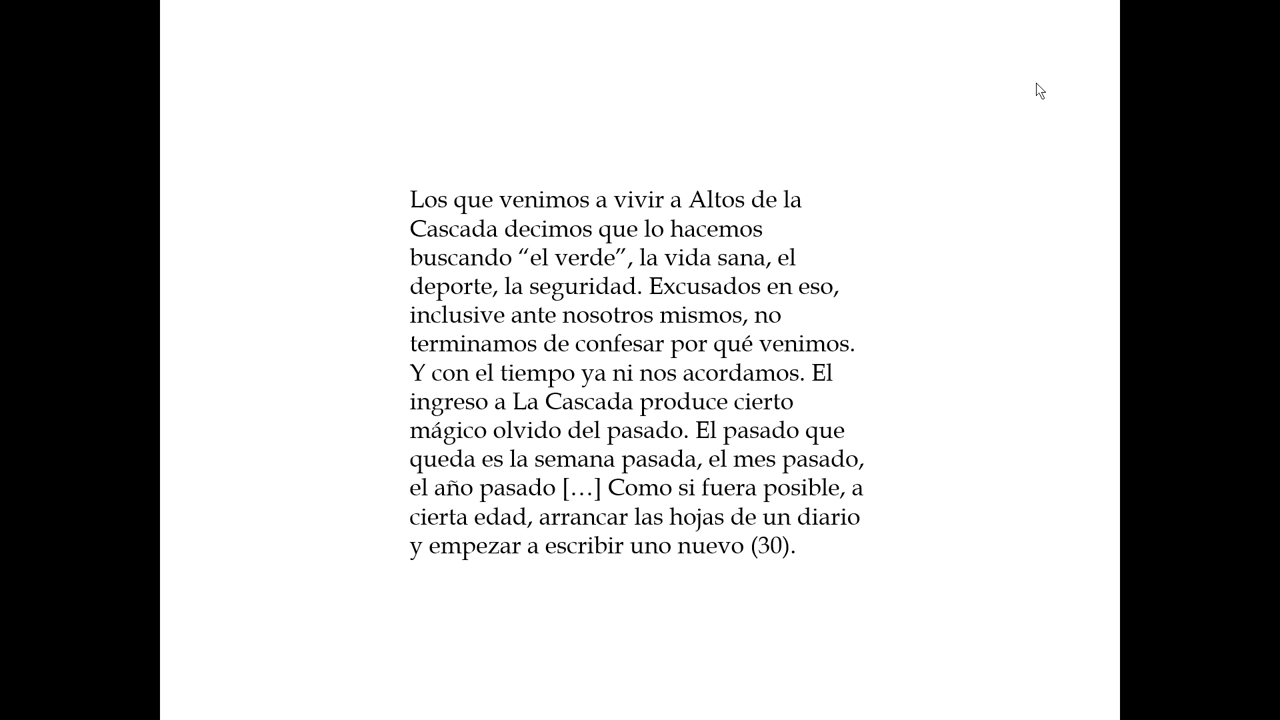 Los que venimos a vivir a Altos de la
Cascada decimos que lo hacemos
buscando “el verde”, la vida sana, el
deporte, la seguridad. Excusados en eso,
inclusive ante nosotros mismos, no
terminamos de confesar por qué venimos.
Y con el tiempo ya ni nos acordamos. El
ingreso a La Cascada produce cierto
mágico olvido del pasado. El pasado que
queda es la semana pasada, el mes pasado,
el año pasado […] Como si fuera posible, a
cierta edad, arrancar las hojas de un diario
y empezar a escribir uno nuevo (30).